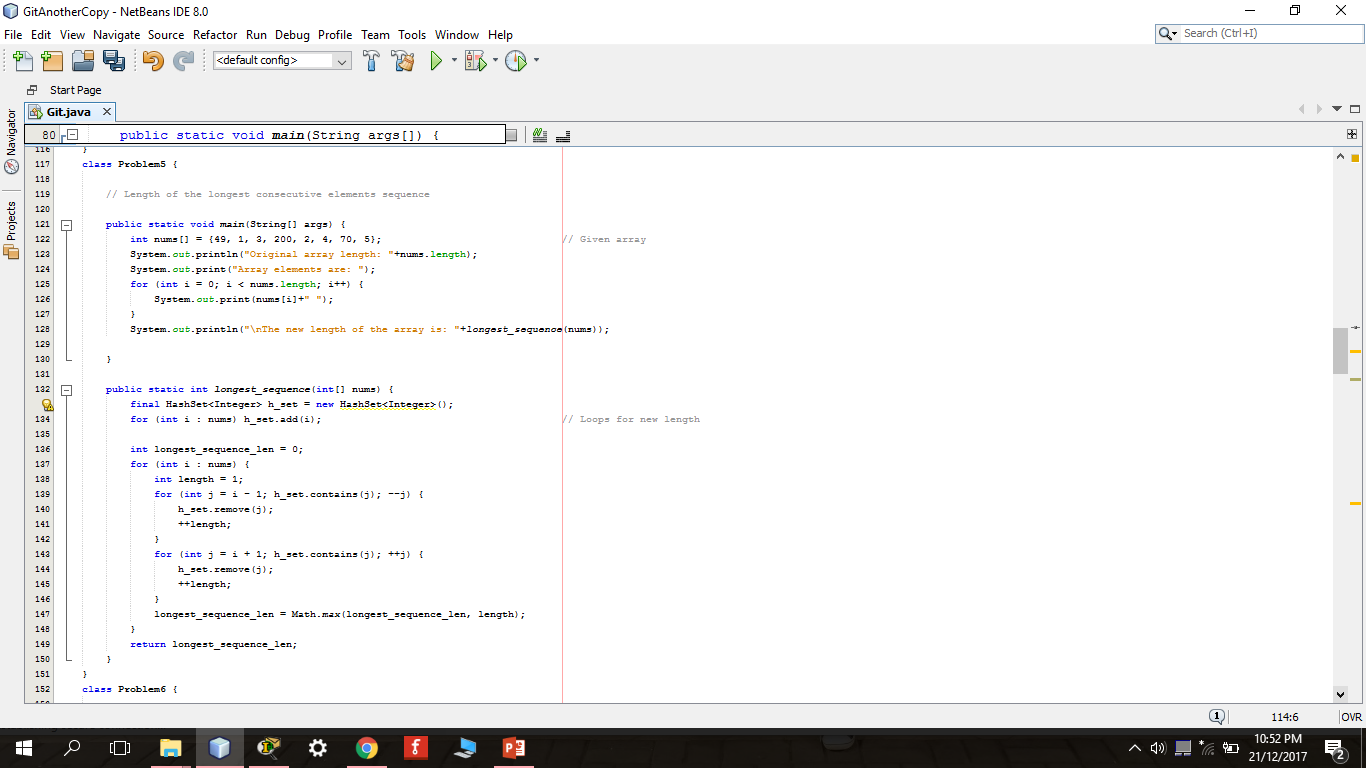 GitAnotherCopy - NetBeans IDE 8.0
File Edit View Navigate Source Refactor Run Debug Profile Team Tools Window Help
Search (Ctrl+I)
<default config>
Start Page
Git.java
Navigator
Projects
80 public static void main(String args[]) {
116 }
117 class Problem5 {
118
119 // Length of the longest consecutive elements sequence
120
121 public static void main(String[] args) {
122 int nums[] = {49, 1, 3, 200, 2, 4, 70, 5}; // Given array
123 System.out.println("Original array length: "+nums.length);
124 System.out.print("Array elements are: ");
125 for (int i = 0; i < nums.length; i++) {
126 System.out.print(nums[i]+" ");
127 }
128 System.out.println("\nThe new length of the array is: "+longest_sequence(nums));
129
130 }
131
132 public static int longest_sequence(int[] nums) {
final HashSet<Integer> h_set = new HashSet<Integer>();
134 for (int i : nums) h_set.add(i); // Loops for new length
135
136 int longest_sequence_len = 0;
137 for (int i : nums) {
138 int length = 1;
139 for (int j = i - 1; h_set.contains(j); --j) {
140 h_set.remove(j);
141 ++length;
142 }
143 for (int j = i + 1; h_set.contains(j); ++j) {
144 h_set.remove(j);
145 ++length;
146 }
147 longest_sequence_len = Math.max(longest_sequence_len, length);
148 }
149 return longest_sequence_len;
150 }
151 }
152 class Problem6 {
1
114:6
OVR
10:52 PM
21/12/2017
2